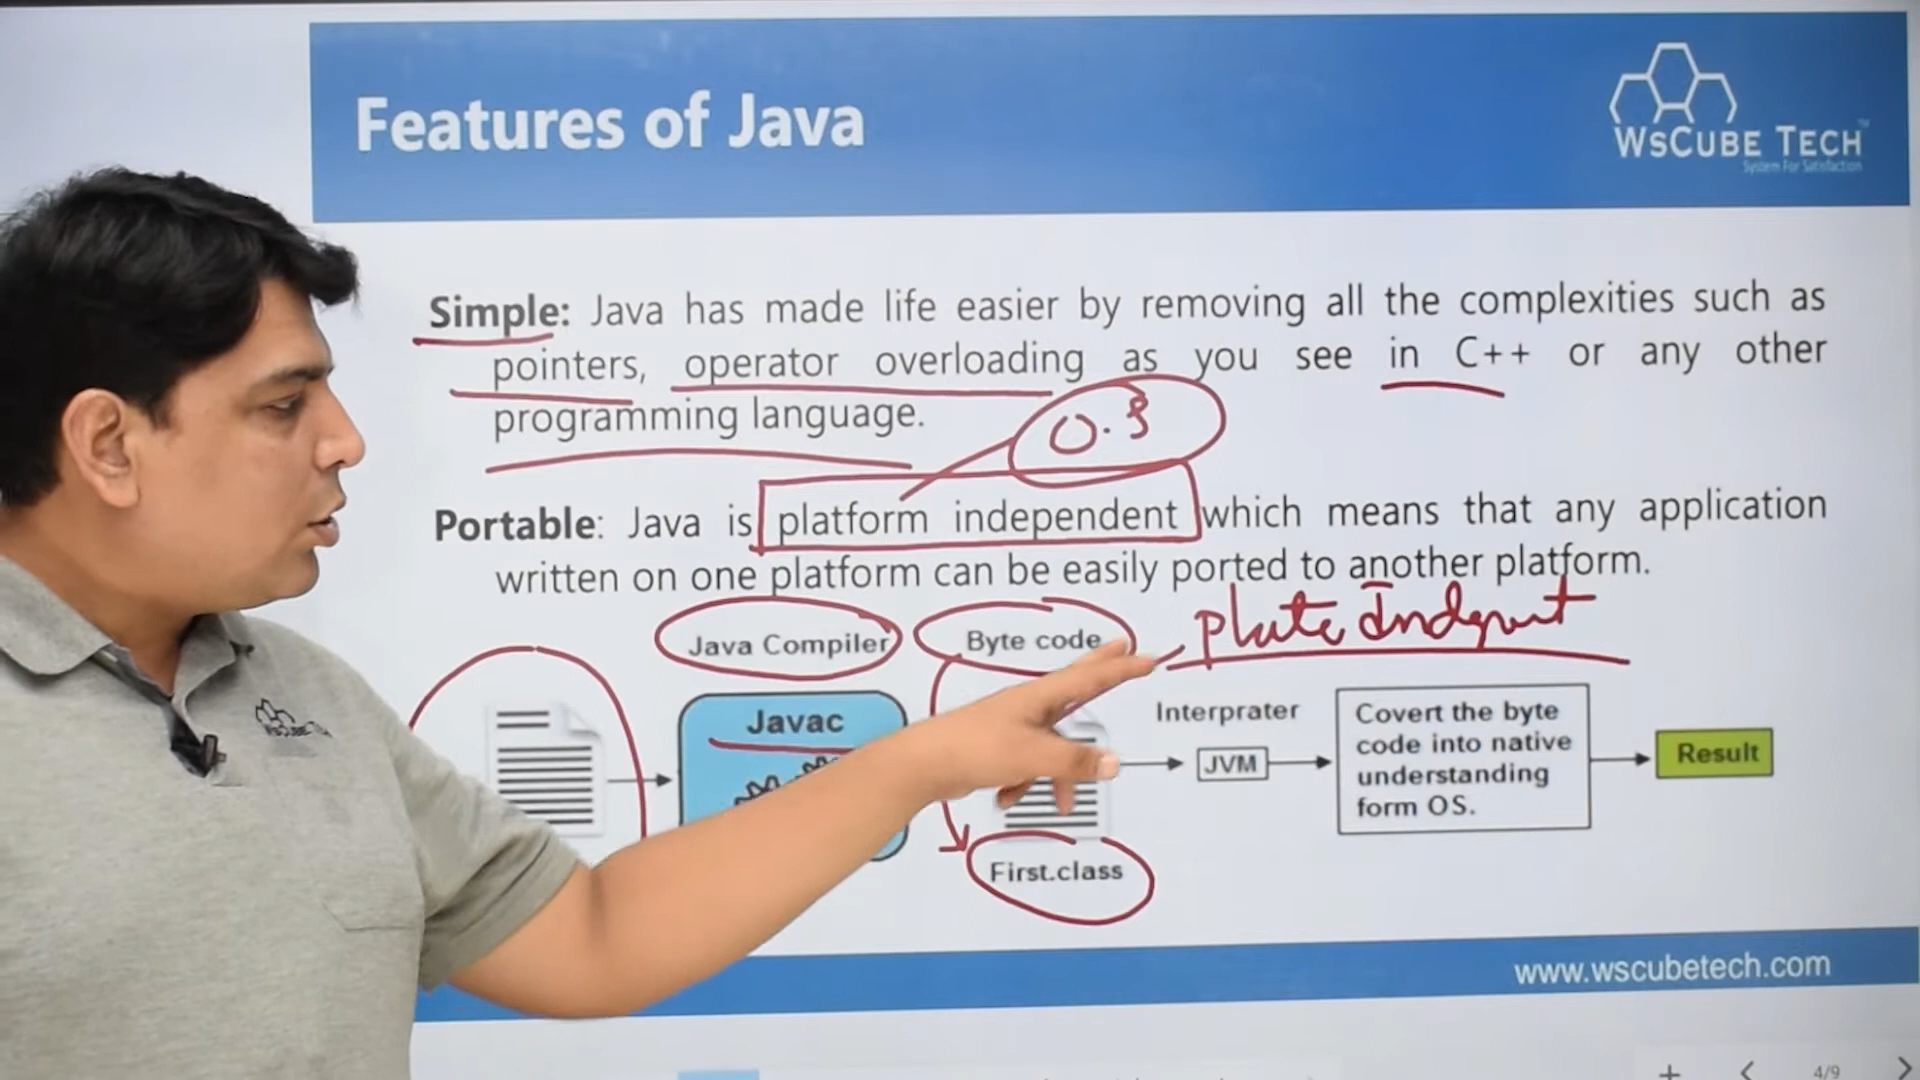 Features of Java
WSCUBE TECH
System For Satisfaction
Simple: Java has made life easier by removing all the complexities such as
pointers, operator overloading as you see in C++ or any other
programming language.
O.S
Portable: Java is platform independent which means that any application
written on one platform can be easily ported to another platform.
Java Compiler
Byte code
Javac
Interprater
JVM
Covert the byte
code into native
understanding
form OS.
Result
First.class
www.wscubetech.com
4/9